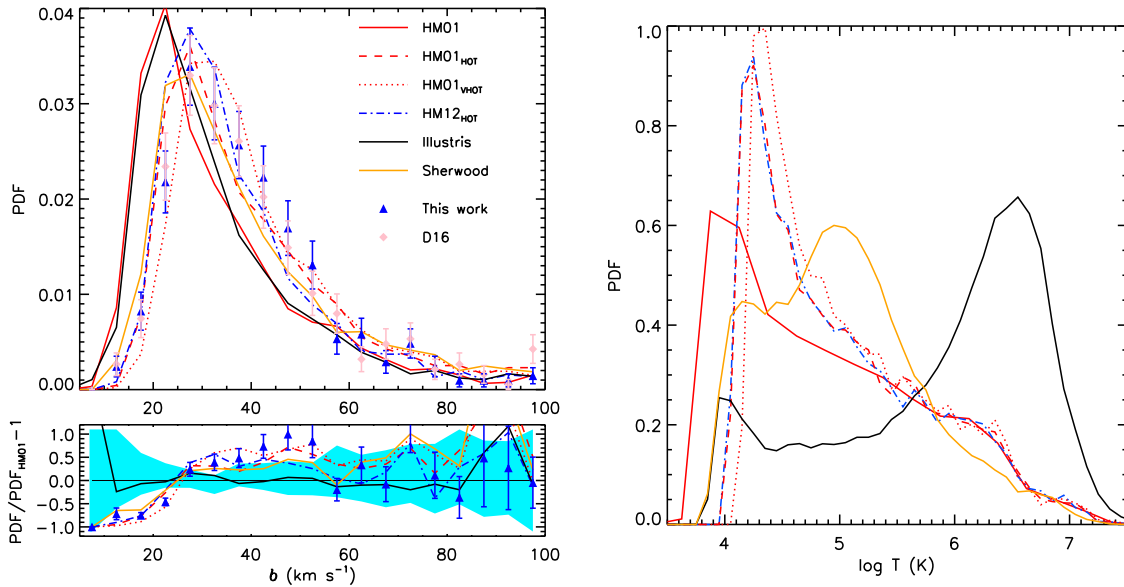 0.04
0.03
0.02
0.01
0.00
PDF
HM01
HM01HOT
HM01VHOT
HM12HOT
Illustris
Sherwood
This work
D16
20 40 60 80 100
1.0
0.5
0.0
−0.5
−1.0
PDF/PDFHM01−1
20 40 60 80 100
b (km s⁻¹)
1.0
0.8
0.6
0.4
0.2
0.0
PDF
4 5 6 7
log T (K)